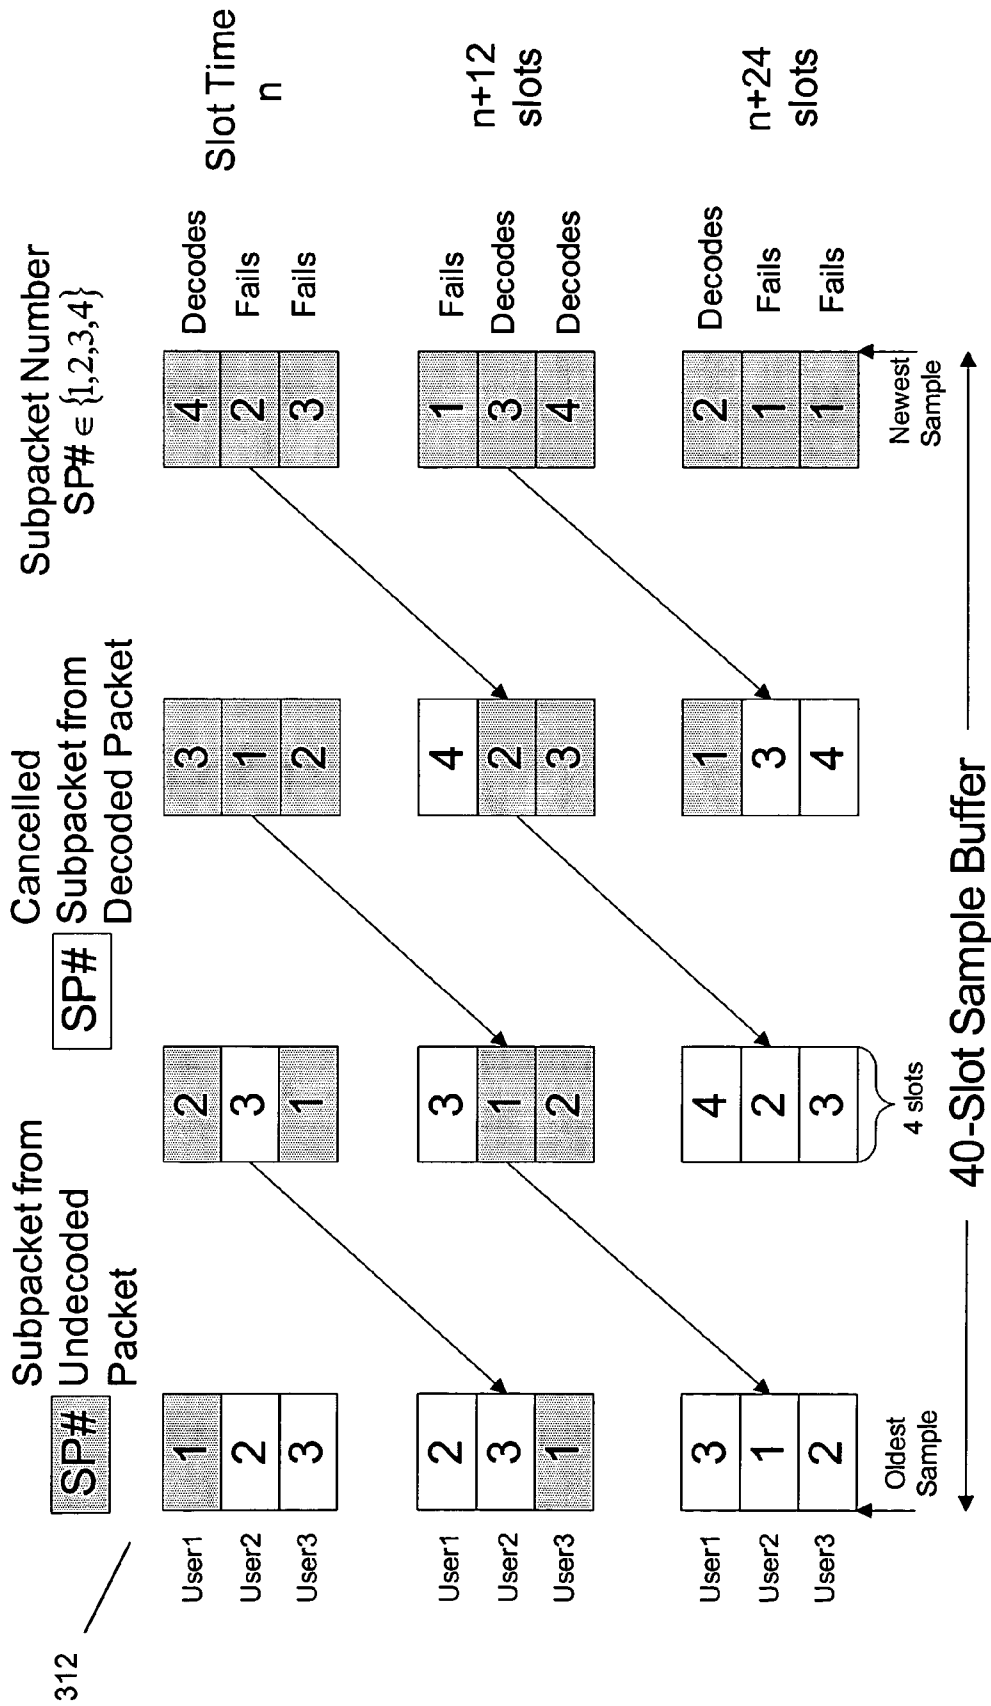 312
SP#
Subpacket from
Undecoded
Packet
SP#
Cancelled
Subpacket from
Decoded Packet
Subpacket Number
SP# ∈ {1,2,3,4}
Slot Time
n
User1 1 2 3 4 Decodes
User2 2 3 1 2 Fails
User3 3 1 2 3 Fails
n+12
slots
User1 2 3 4 1 Fails
User2 3 1 2 3 Decodes
User3 1 2 3 4 Decodes
n+24
slots
User1 3 4 1 2 Decodes
User2 1 2 3 1 Fails
User3 2 3 4 1 Fails
Oldest
Sample
4 slots
Newest
Sample
40-Slot Sample Buffer